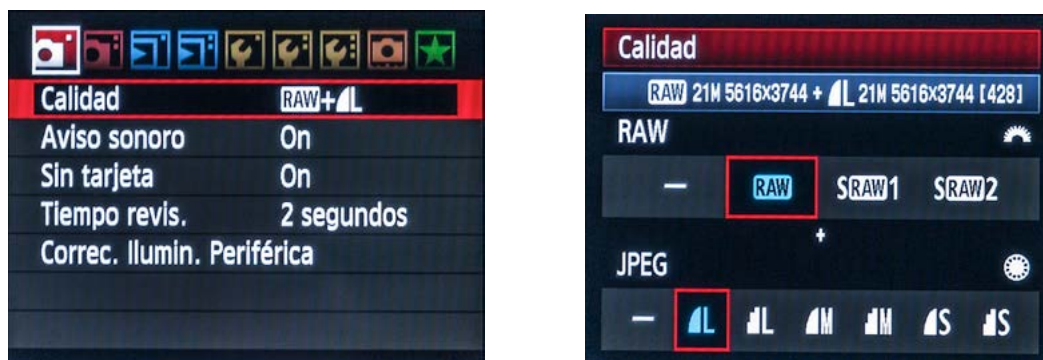 Calidad RAW+L
Aviso sonoro On
Sin tarjeta On
Tiempo revis. 2 segundos
Correc. Ilumin. Periférica
Calidad
RAW 21M 5616x3744 + L 21M 5616x3744 [428]
RAW
— RAW SRAW1 SRAW2
+
JPEG
— L L M M S S